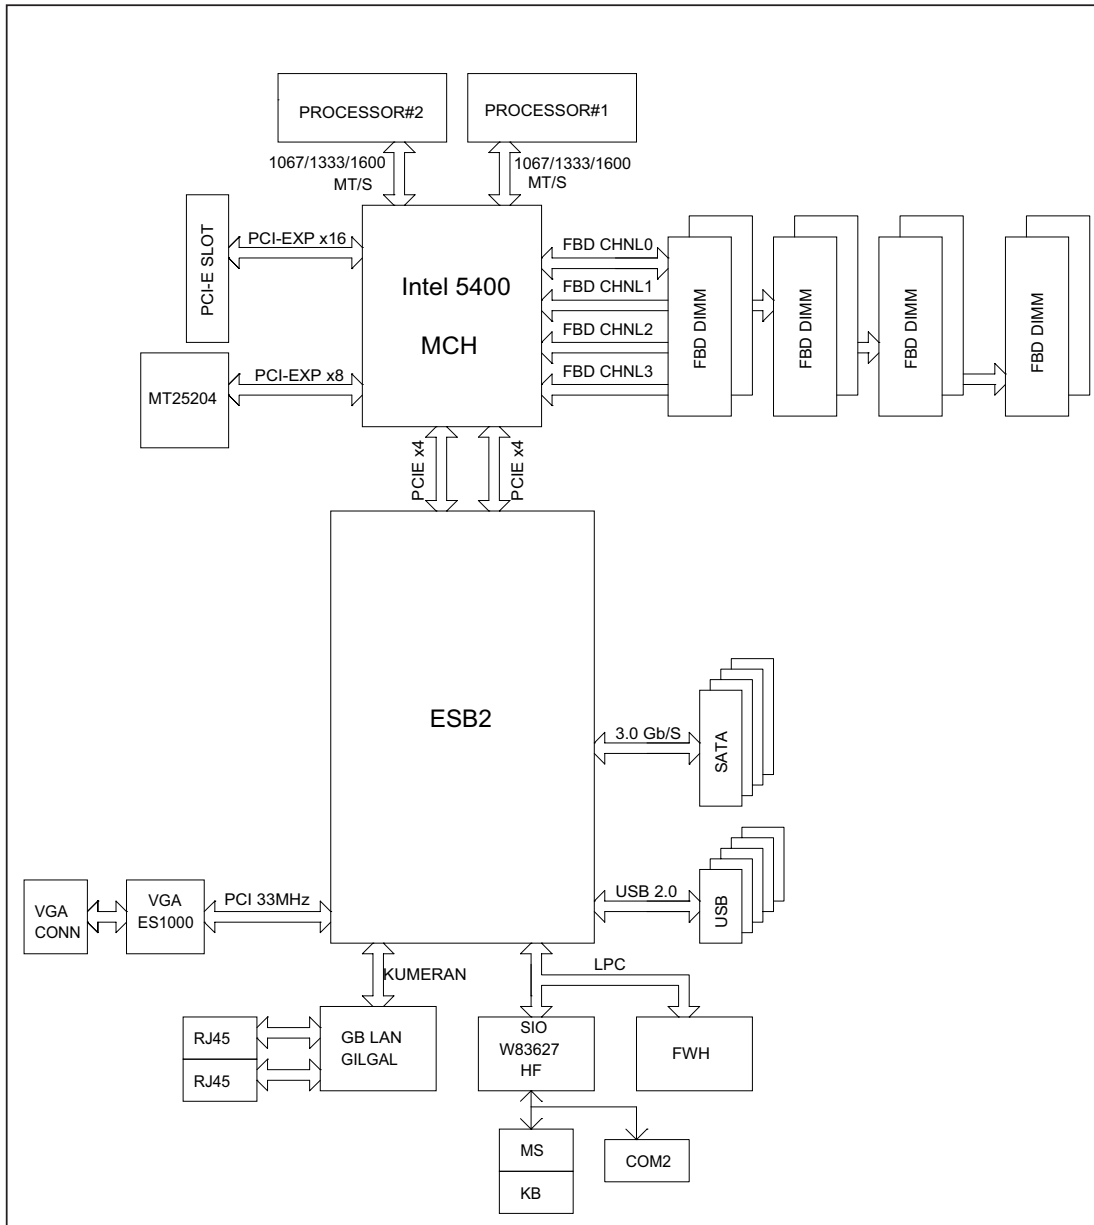 PROCESSOR#2
PROCESSOR#1
1067/1333/1600
MT/S
1067/1333/1600
MT/S
PCI-E SLOT
PCI-EXP x16
Intel 5400
MCH
FBD CHNL0
FBD CHNL1
FBD CHNL2
FBD CHNL3
FBD DIMM
FBD DIMM
FBD DIMM
FBD DIMM
MT25204
PCI-EXP x8
PCIE x4
PCIE x4
ESB2
3.0 Gb/S
SATA
USB 2.0
USB
VGA
CONN
VGA
ES1000
PCI 33MHz
KUMERAN
LPC
RJ45
RJ45
GB LAN
GILGAL
SIO
W83627
HF
FWH
MS
KB
COM2